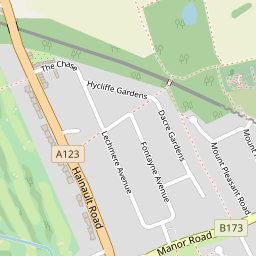 The Chase
Hycliffe Gardens
Dacre Gardens
Lechmere Avenue
Fontayne Avenue
Mount Pleasant Road
Mount
A123
Hainault Road
B173
Manor Road